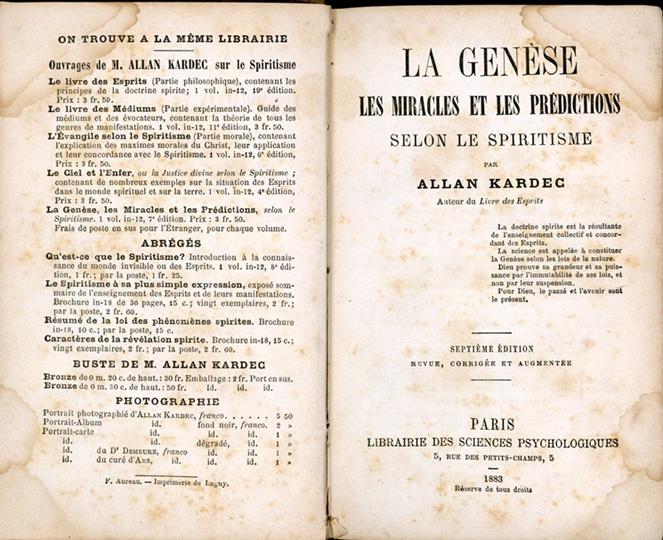 ON TROUVE A LA MÊME LIBRAIRIE
Ouvrages de M. ALLAN KARDEC sur le Spiritisme
Le livre des Esprits (Partie philosophique), contenant les
principes de la doctrine spirite; 1 vol. in-12, 19e édition.
Prix : 3 fr. 50.
Le livre des Médiums (Partie expérimentale). Guide des
médiums et des évocateurs, contenant la théorie de tous les
genres de manifestations. 1 vol. in-12, 11e édition, 3 fr. 50.
L'Évangile selon le Spiritisme (Partie morale), contenant
l'explication des maximes morales du Christ, leur application
et leur concordance avec le Spiritisme. 1 vol. in-12, 6e édition,
Prix : 3 fr. 50.
Le Ciel et l'Enfer, ou la Justice divine selon le Spiritisme;
contenant de nombreux exemples sur la situation des Esprits
dans le monde spirituel et sur la terre. 1 vol. in-12, 4e édition,
Prix : 3 fr. 50.
La Genèse, les Miracles et les Prédictions, selon le
Spiritisme. 1 vol. in-12, 7e édition. Prix : 3 fr. 50.
Frais de poste en sus pour l'Étranger, pour chaque volume.
ABRÉGÉS
Qu'est-ce que le Spiritisme? Introduction à la connais-
sance du monde invisible ou des Esprits. 1 vol. in-12, 8e édi-
tion, 1 fr.; par la poste, 1 fr. 25.
Le Spiritisme à sa plus simple expression, exposé som-
maire de l'enseignement des Esprits et de leurs manifestations.
Brochure in-18 de 36 pages, 15 c.; vingt exemplaires, 2 fr.;
par la poste, 2 fr. 60.
Résumé de la loi des phénomènes spirites. Brochure
in-18, 10 c.; par la poste, 15 c.
Caractères de la révélation spirite. Brochure in-18, 15 c.;
vingt exemplaires, 2 fr.; par la poste, 2 fr. 60.
BUSTE DE M. ALLAN KARDEC
Bronze de 0 m. 20 c. de haut. : 30 fr. Emballage : 2 fr. Port en sus.
Bronze de 0 m. 30 c. de haut. : 50 fr. Id. id. id.
PHOTOGRAPHIE
Portrait photographié d'ALLAN KARDEC, franco...... 5 50
Portrait-Album id. fond noir, franco. 2 »
Portrait-carte id. id. id. 1 »
id. id. dégradé, id. 1 »
id. du Dr DEMEURE, franco id. id. 1 »
id. du curé d'ARS, id. id. id. 1 »
F. Aureau. — Imprimerie de Lagny.
LA GENÈSE
LES MIRACLES ET LES PRÉDICTIONS
SELON LE SPIRITISME
PAR
ALLAN KARDEC
Auteur du Livre des Esprits
La doctrine spirite est la résultante
de l'enseignement collectif et concor-
dant des Esprits.
La science est appelée à constituer
la Genèse selon les lois de la nature.
Dieu prouve sa grandeur et sa puis-
sance par l'immutabilité de ses lois, et
non par leur suspension.
Pour Dieu, le passé et l'avenir sont
le présent.
SEPTIÈME ÉDITION
REVUE, CORRIGÉE ET AUGMENTÉE
PARIS
LIBRAIRIE DES SCIENCES PSYCHOLOGIQUES
5, RUE DES PETITS-CHAMPS, 5
1883
Réserve de tous droits